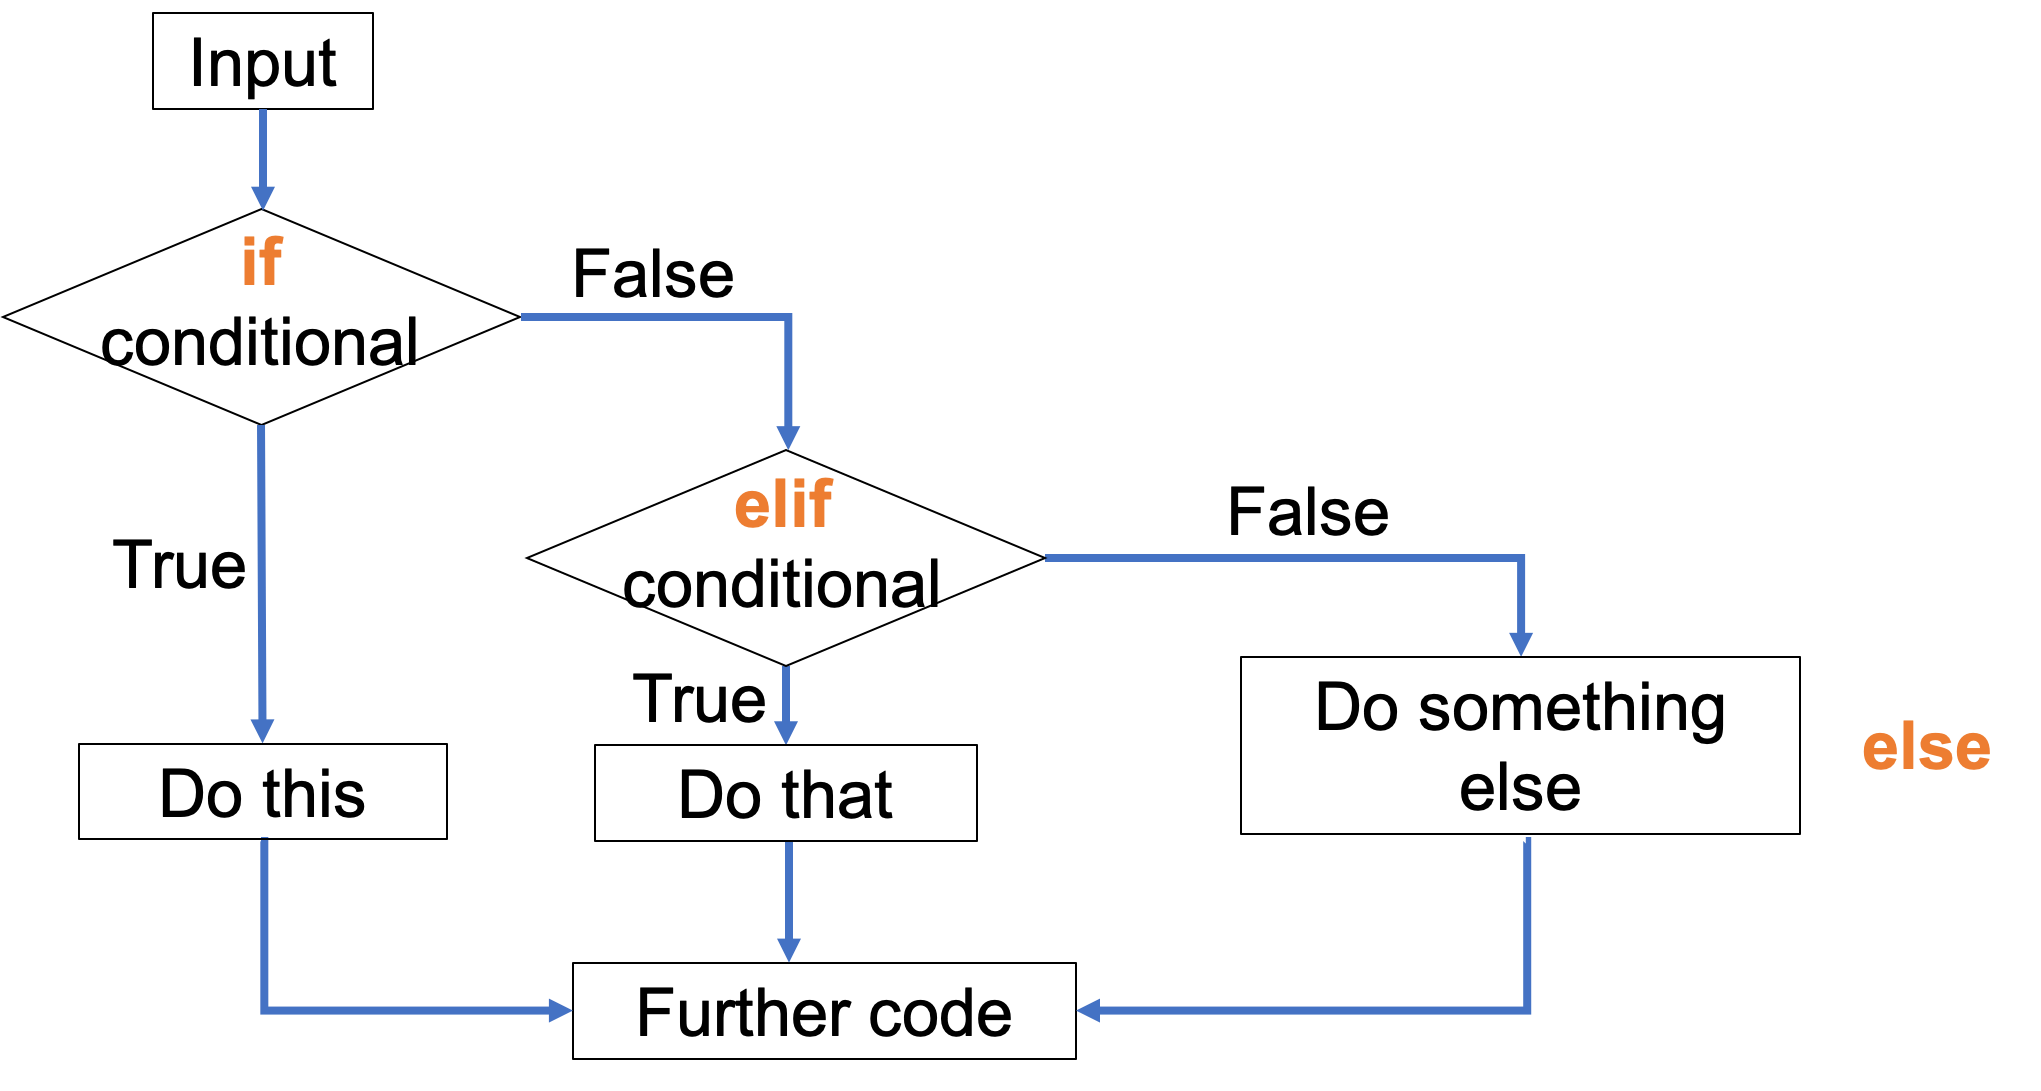 Input
if
conditional
False
True
elif
conditional
False
True
Do this
Do that
Do something
else
else
Further code